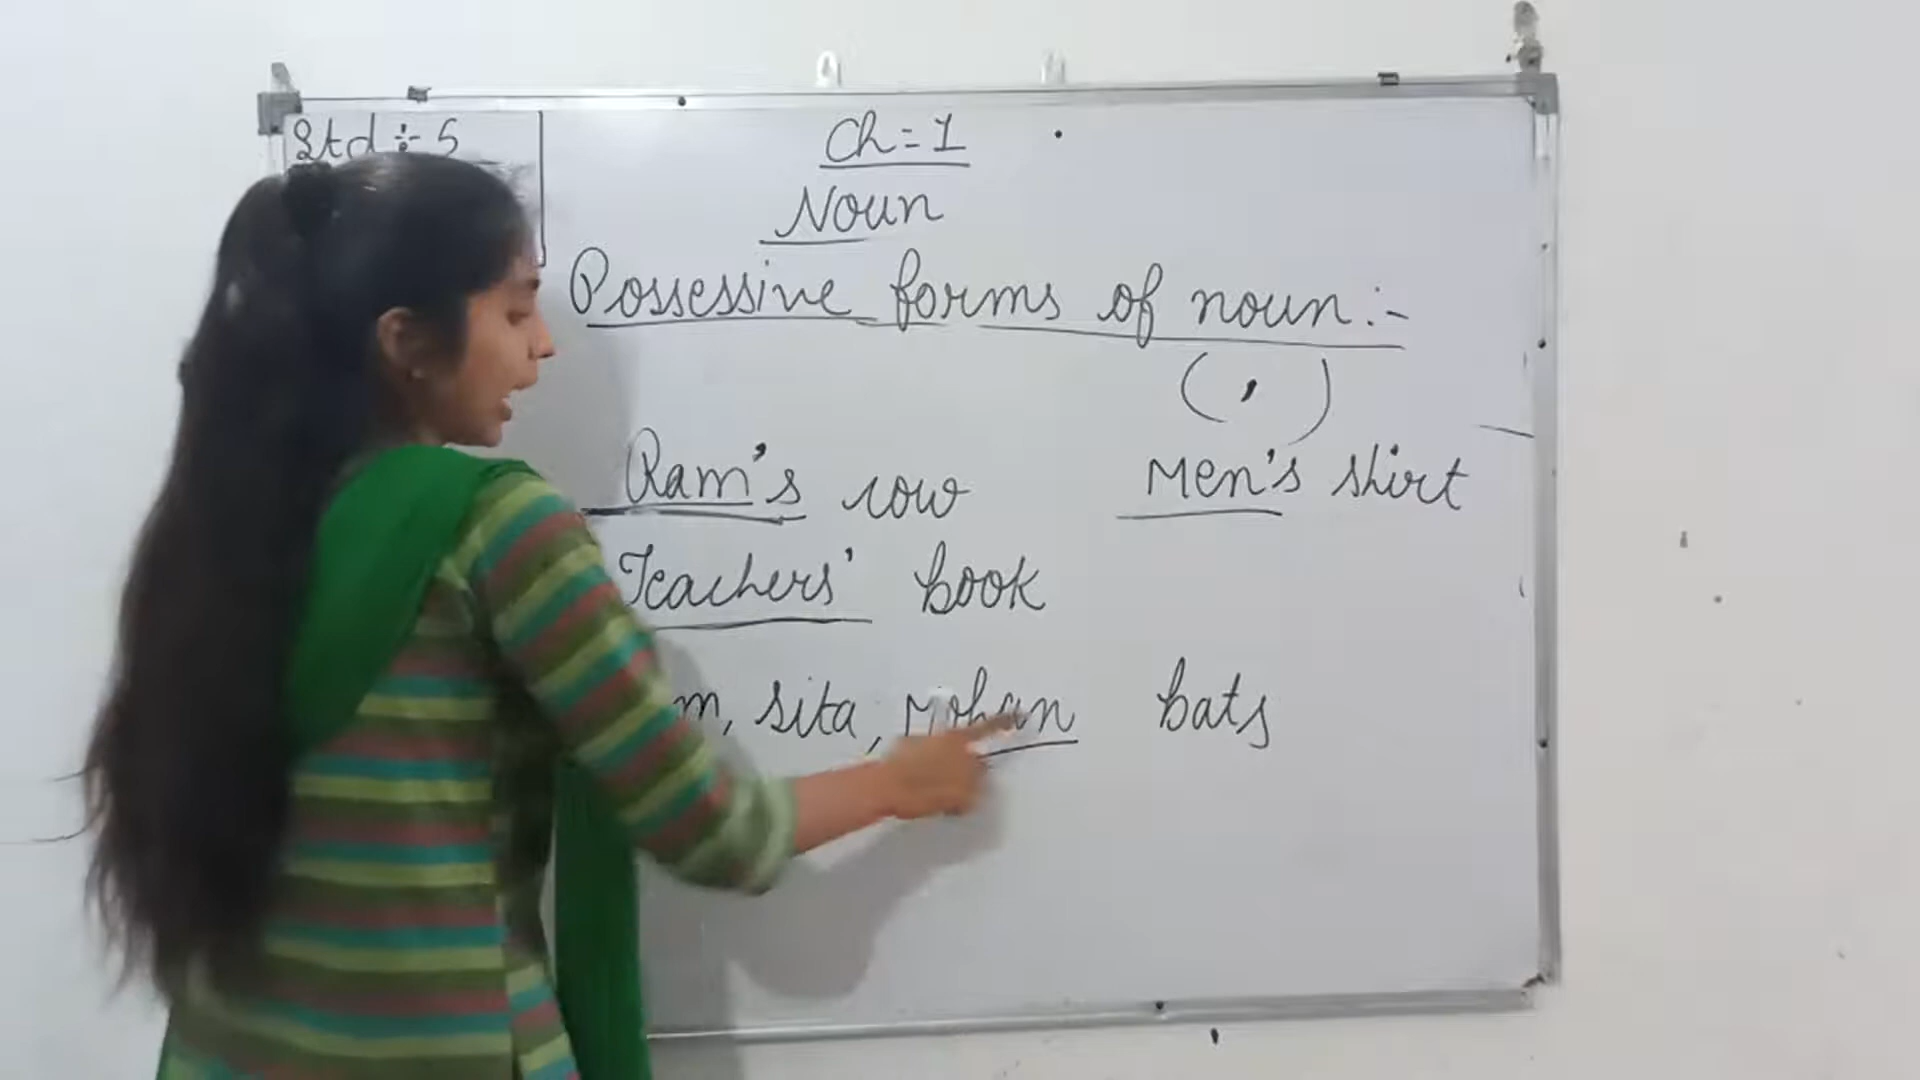 Std ÷ 5
Ch = 1
Noun
Possessive forms of noun :-
( ' )
Ram's cow
Men's shirt
Teachers' book
m, sita, Mohan bats